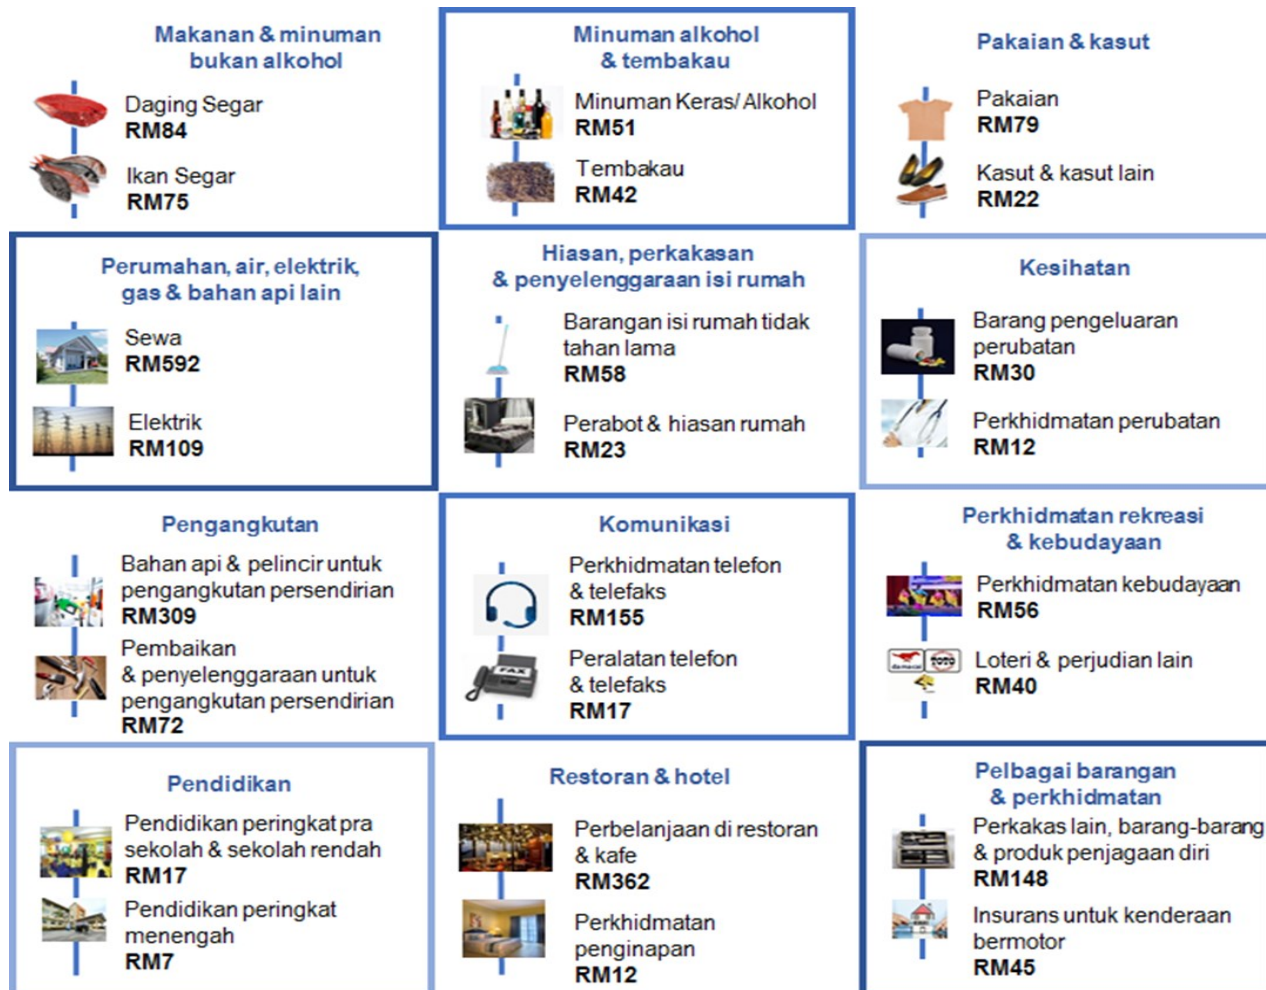 Makanan & minuman
bukan alkohol
Daging Segar
RM84
Ikan Segar
RM75
Minuman alkohol
& tembakau
Minuman Keras/ Alkohol
RM51
Tembakau
RM42
Pakaian & kasut
Pakaian
RM79
Kasut & kasut lain
RM22
Perumahan, air, elektrik,
gas & bahan api lain
Sewa
RM592
Elektrik
RM109
Hiasan, perkakasan
& penyelenggaraan isi rumah
Barangan isi rumah tidak
tahan lama
RM58
Perabot & hiasan rumah
RM23
Kesihatan
Barang pengeluaran
perubatan
RM30
Perkhidmatan perubatan
RM12
Pengangkutan
Bahan api & pelincir untuk
pengangkutan persendirian
RM309
Pembaikan
& penyelenggaraan untuk
pengangkutan persendirian
RM72
Komunikasi
Perkhidmatan telefon
& telefaks
RM155
FAX
Peralatan telefon
& telefaks
RM17
Perkhidmatan rekreasi
& kebudayaan
Perkhidmatan kebudayaan
RM56
damacai
TOTO
Loteri & perjudian lain
RM40
Pendidikan
Pendidikan peringkat pra
sekolah & sekolah rendah
RM17
Pendidikan peringkat
menengah
RM7
Restoran & hotel
Perbelanjaan di restoran
& kafe
RM362
Perkhidmatan
penginapan
RM12
Pelbagai barangan
& perkhidmatan
Perkakas lain, barang-barang
& produk penjagaan diri
RM148
Insurans untuk kenderaan
bermotor
RM45